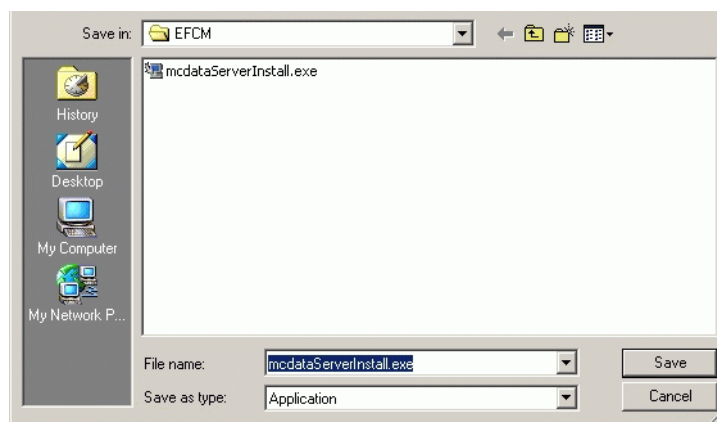 Save in: EFCM
mcdataServerInstall.exe
History
Desktop
My Computer
My Network P...
File name: mcdataServerInstall.exe Save
Save as type: Application Cancel